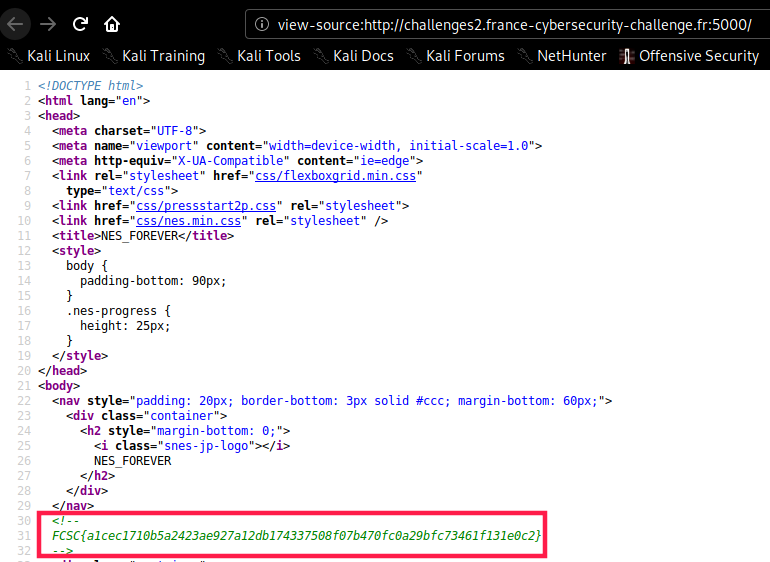 view-source:http://challenges2.france-cybersecurity-challenge.fr:5000/
Kali Linux Kali Training Kali Tools Kali Docs Kali Forums NetHunter Offensive Security
1 <!DOCTYPE html>
2 <html lang="en">
3 <head>
4 <meta charset="UTF-8">
5 <meta name="viewport" content="width=device-width, initial-scale=1.0">
6 <meta http-equiv="X-UA-Compatible" content="ie=edge">
7 <link rel="stylesheet" href="css/flexboxgrid.min.css"
8 type="text/css">
9 <link href="css/pressstart2p.css" rel="stylesheet">
10 <link href="css/nes.min.css" rel="stylesheet" />
11 <title>NES_FOREVER</title>
12 <style>
13 body {
14 padding-bottom: 90px;
15 }
16 .nes-progress {
17 height: 25px;
18 }
19 </style>
20 </head>
21 <body>
22 <nav style="padding: 20px; border-bottom: 3px solid #ccc; margin-bottom: 60px;">
23 <div class="container">
24 <h2 style="margin-bottom: 0;">
25 <i class="snes-jp-logo"></i>
26 NES_FOREVER
27 </h2>
28 </div>
29 </nav>
30 <!--
31 FCSC{a1cec1710b5a2423ae927a12db174337508f07b470fc0a29bfc73461f131e0c2}
32 -->